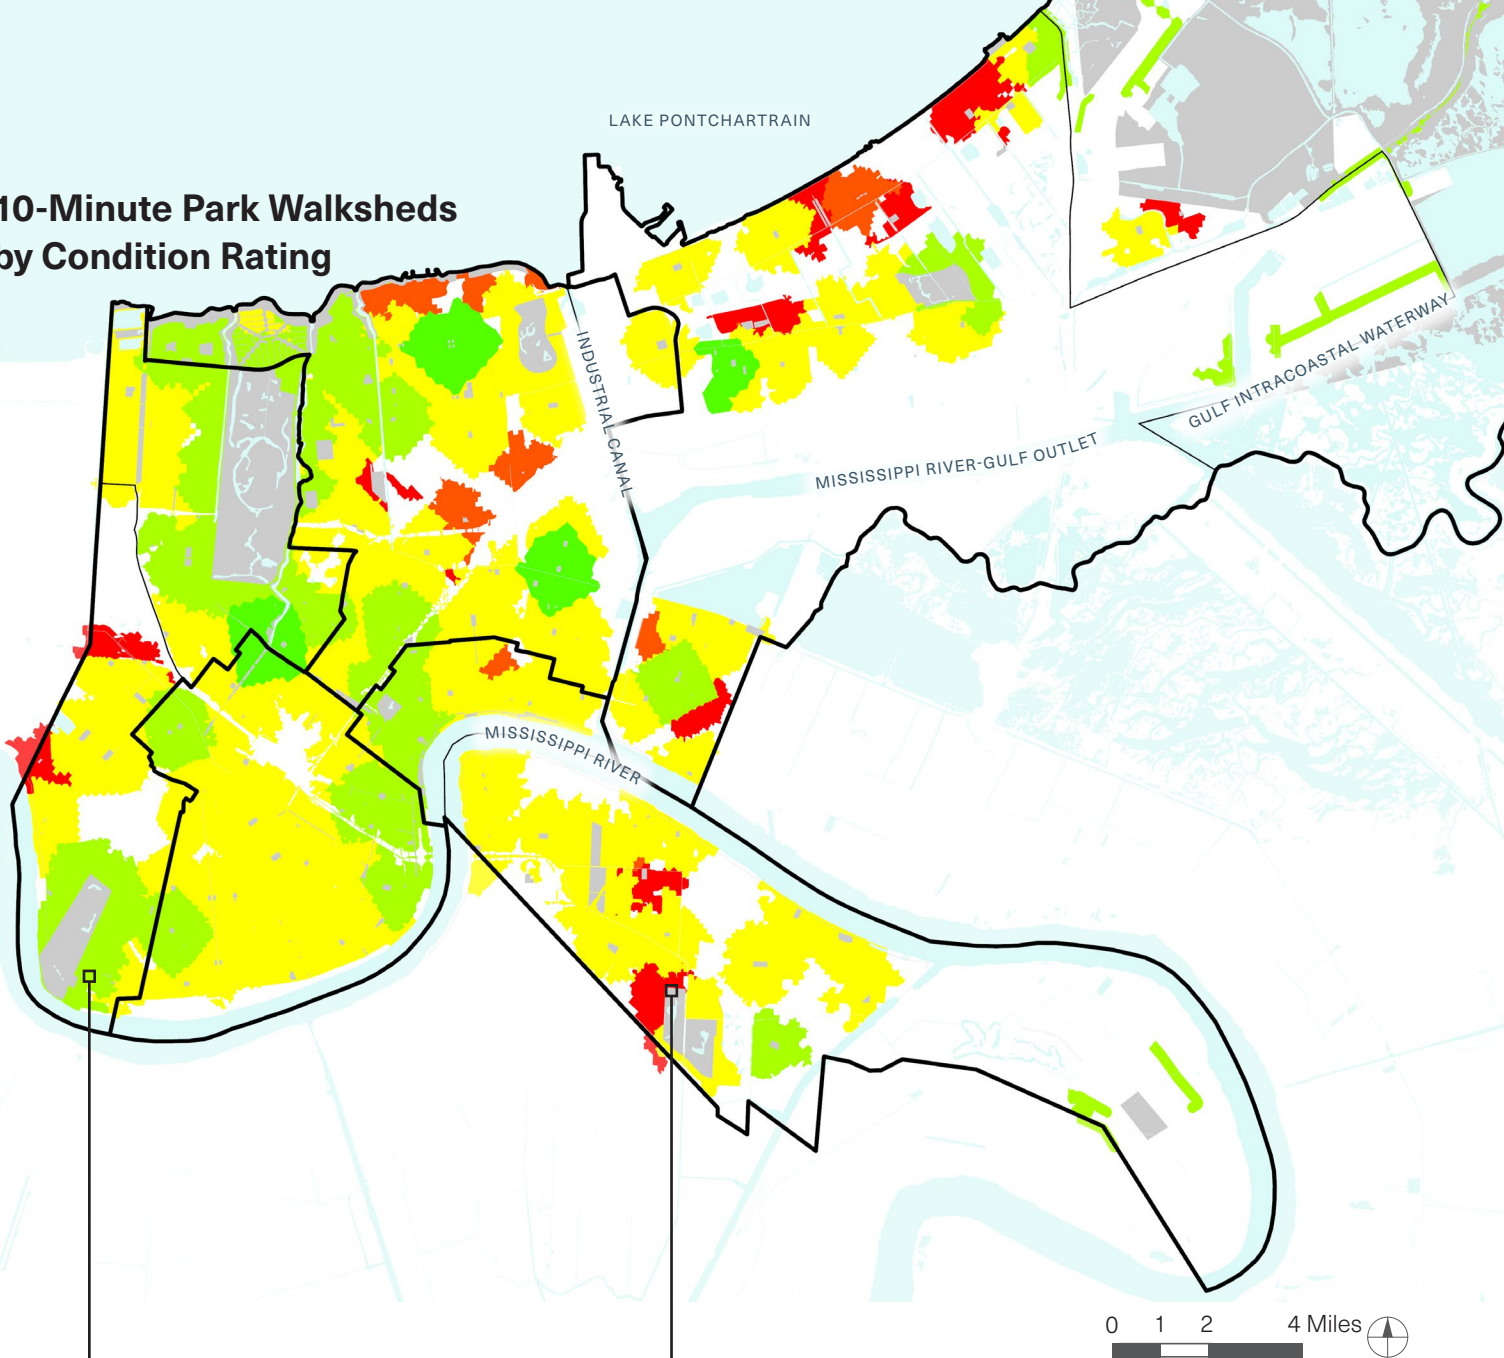 LAKE PONTCHARTRAIN
10-Minute Park Walksheds
by Condition Rating
INDUSTRIAL CANAL
GULF INTRACOASTAL WATERWAY
MISSISSIPPI RIVER-GULF OUTLET
MISSISSIPPI RIVER
0 1 2 4 Miles